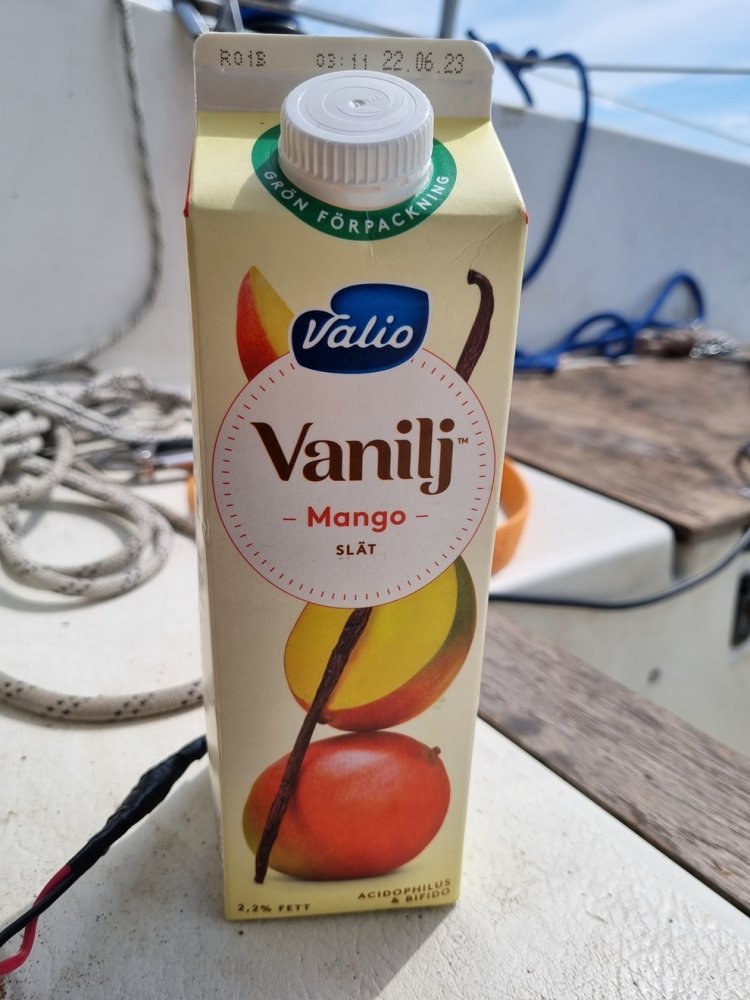 R01B 03:11 22.06.23
GRÖN FÖRPACKNING
Valio
Vanilj™
– Mango –
SLÄT
2,2% FETT
ACIDOPHILUS
& BIFIDO